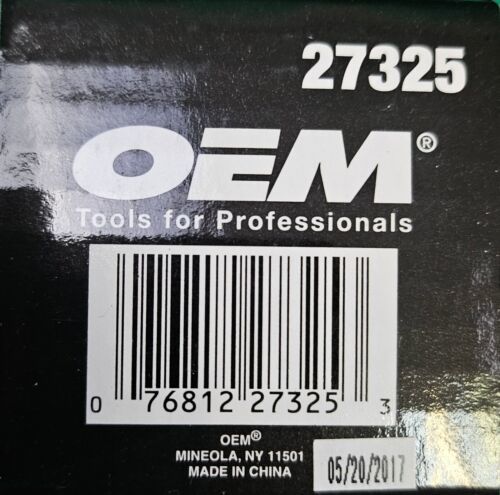 27325
OEM®
Tools for Professionals
0 76812 27325 3
OEM®
MINEOLA, NY 11501
MADE IN CHINA
05/20/2017